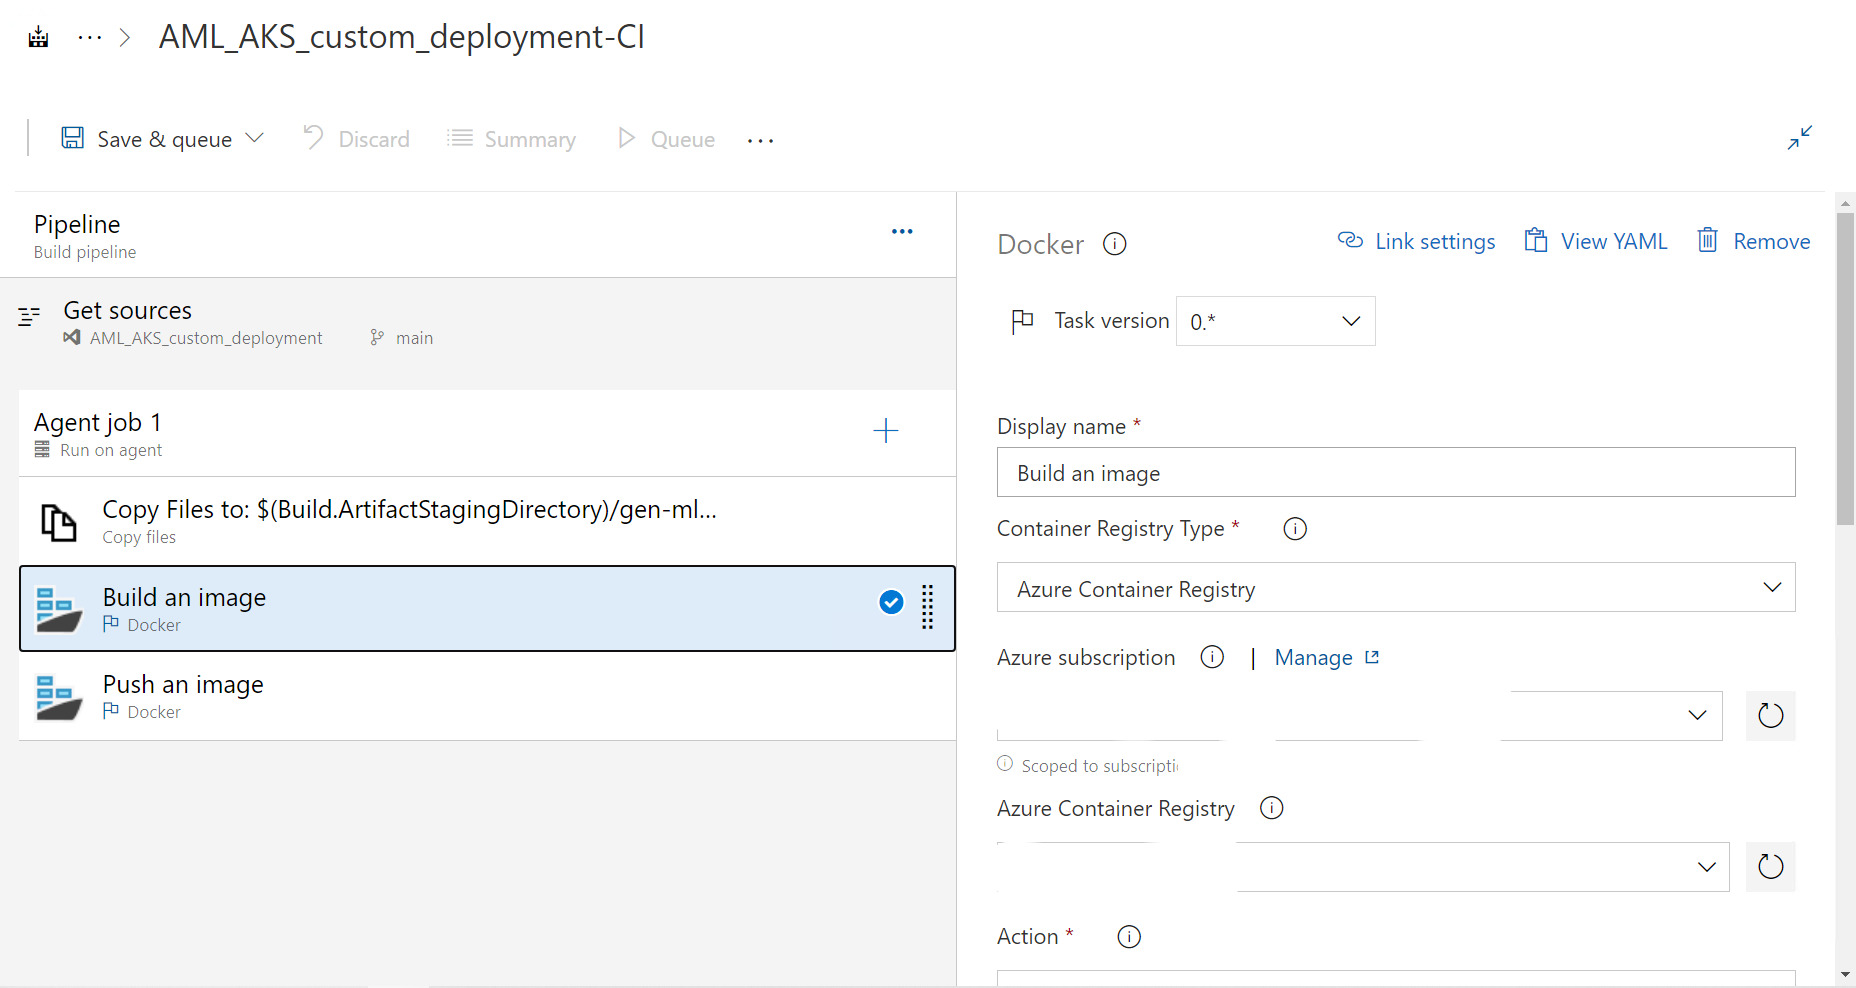 ··· > AML_AKS_custom_deployment-CI
Save & queue Discard Summary Queue ···
Pipeline ···
Build pipeline
Get sources
AML_AKS_custom_deployment main
Agent job 1 +
Run on agent
Copy Files to: $(Build.ArtifactStagingDirectory)/gen-ml...
Copy files
Build an image
Docker
Push an image
Docker
Docker Link settings View YAML Remove
Task version 0.*
Display name *
Build an image
Container Registry Type *
Azure Container Registry
Azure subscription | Manage
Scoped to
Azure Container Registry
Action *